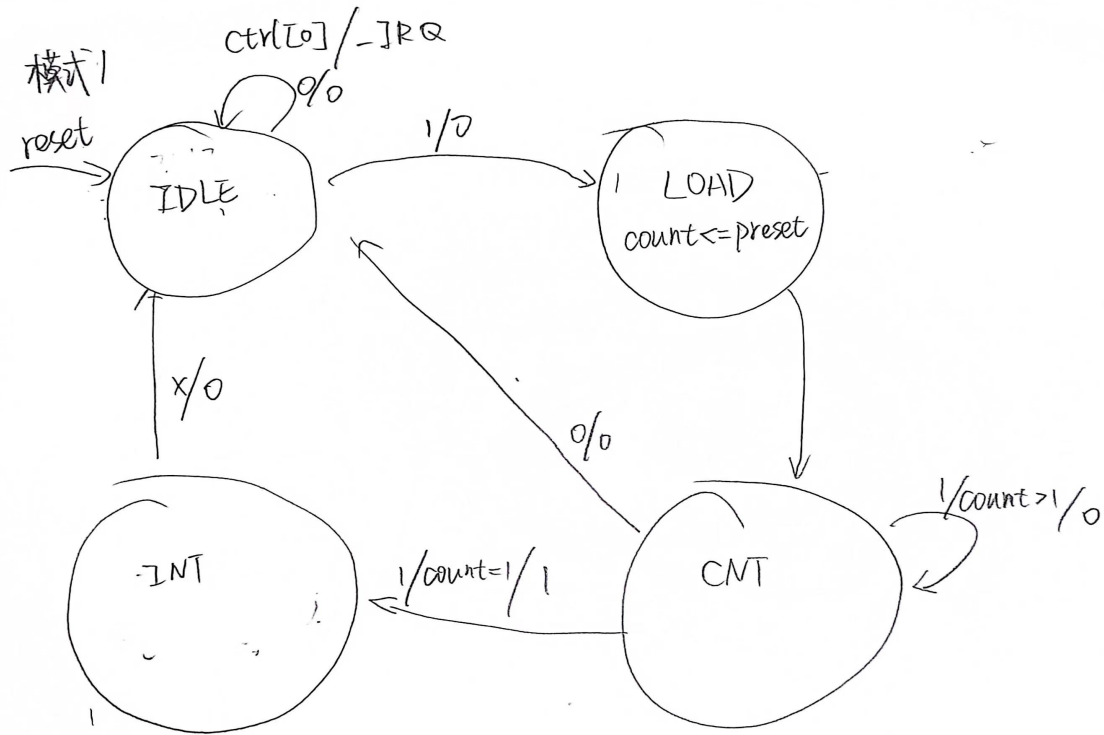 模式1
reset
Ctrl[0]/IRQ
0/0
IDLE
1/0
LOAD
count<=preset
X/0
0/0
1/count>1/0
INT
1/count=1/1
CNT